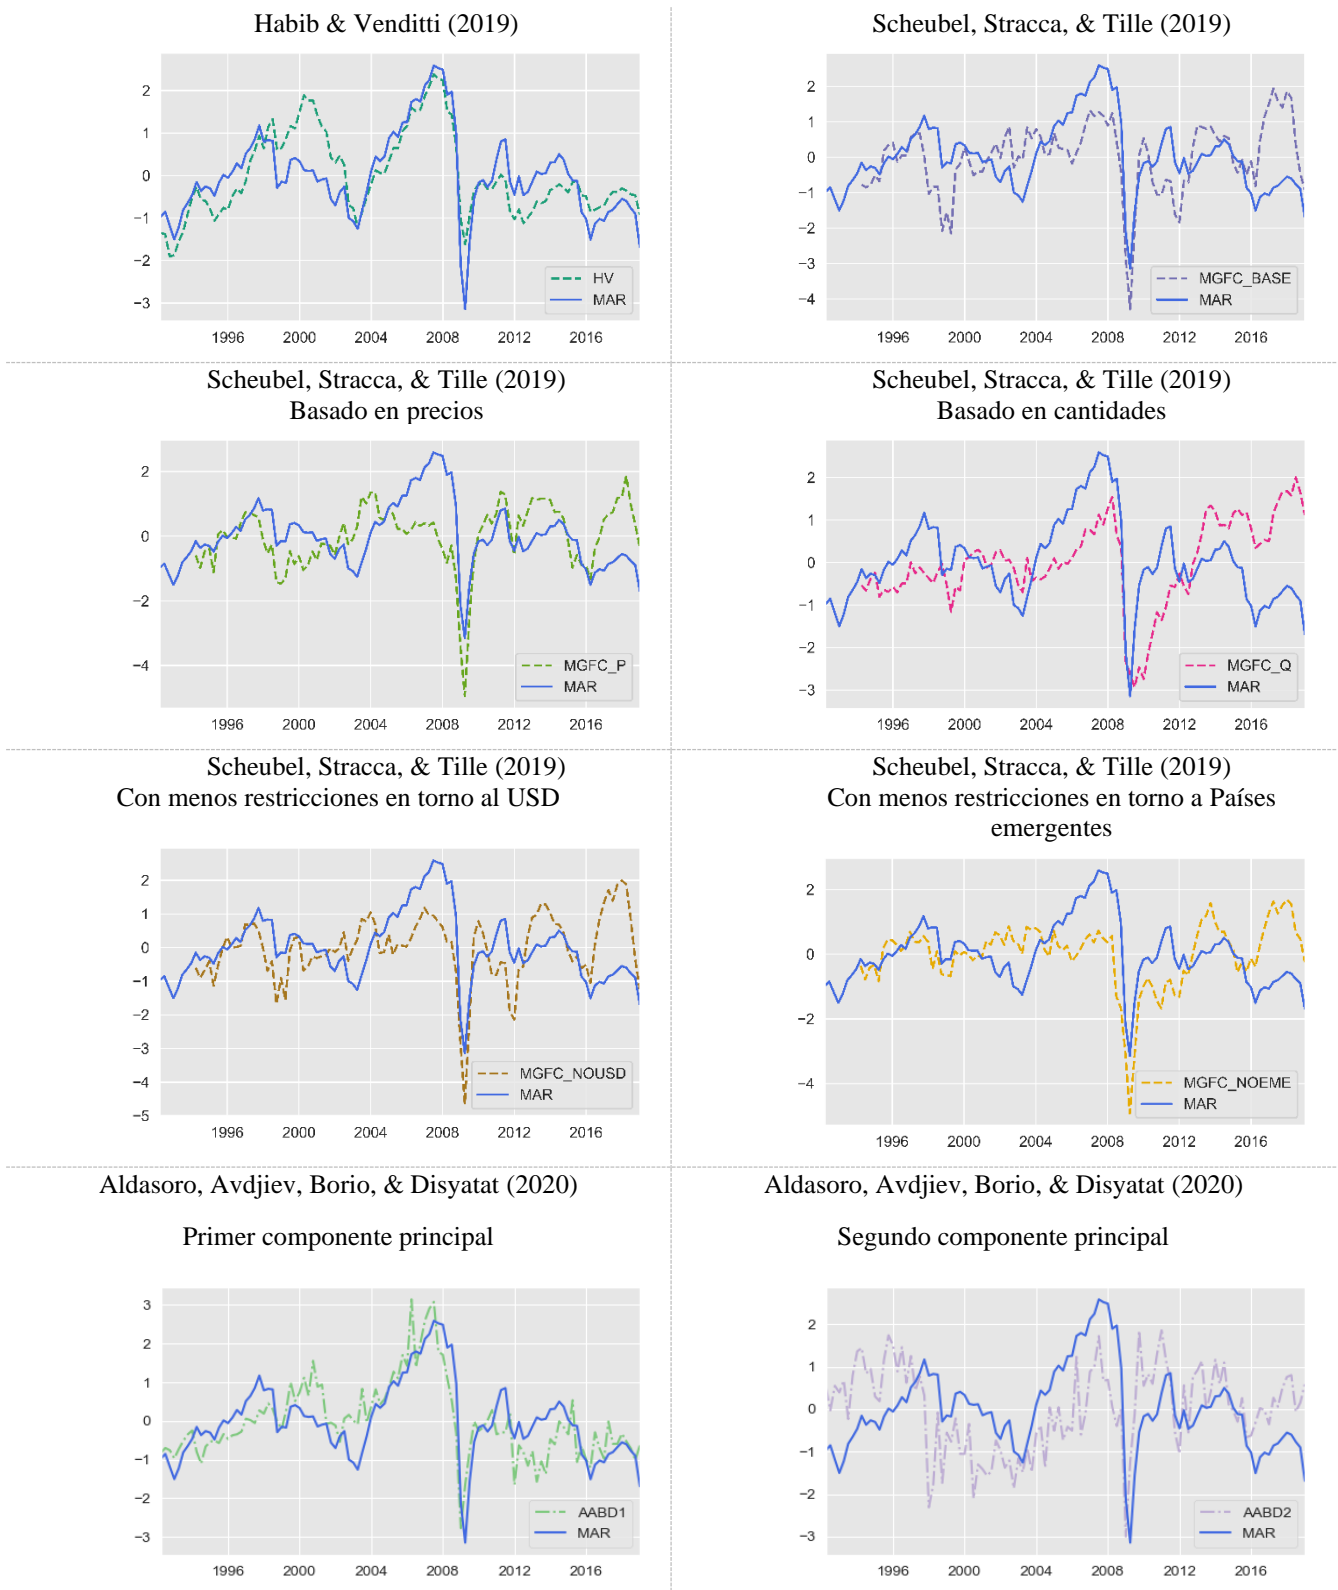 Habib & Venditti (2019)
2
1
0
−1
−2
−3
HV
MAR
1996 2000 2004 2008 2012 2016
Scheubel, Stracca, & Tille (2019)
2
1
0
−1
−2
−3
−4
MGFC_BASE
MAR
1996 2000 2004 2008 2012 2016
Scheubel, Stracca, & Tille (2019)
Basado en precios
2
0
−2
−4
MGFC_P
MAR
1996 2000 2004 2008 2012 2016
Scheubel, Stracca, & Tille (2019)
Basado en cantidades
2
1
0
−1
−2
−3
MGFC_Q
MAR
1996 2000 2004 2008 2012 2016
Scheubel, Stracca, & Tille (2019)
Con menos restricciones en torno al USD
2
1
0
−1
−2
−3
−4
−5
MGFC_NOUSD
MAR
1996 2000 2004 2008 2012 2016
Scheubel, Stracca, & Tille (2019)
Con menos restricciones en torno a Países
emergentes
2
0
−2
−4
MGFC_NOEME
MAR
1996 2000 2004 2008 2012 2016
Aldasoro, Avdjiev, Borio, & Disyatat (2020)
Primer componente principal
3
2
1
0
−1
−2
−3
AABD1
MAR
1996 2000 2004 2008 2012 2016
Aldasoro, Avdjiev, Borio, & Disyatat (2020)
Segundo componente principal
2
1
0
−1
−2
−3
AABD2
MAR
1996 2000 2004 2008 2012 2016